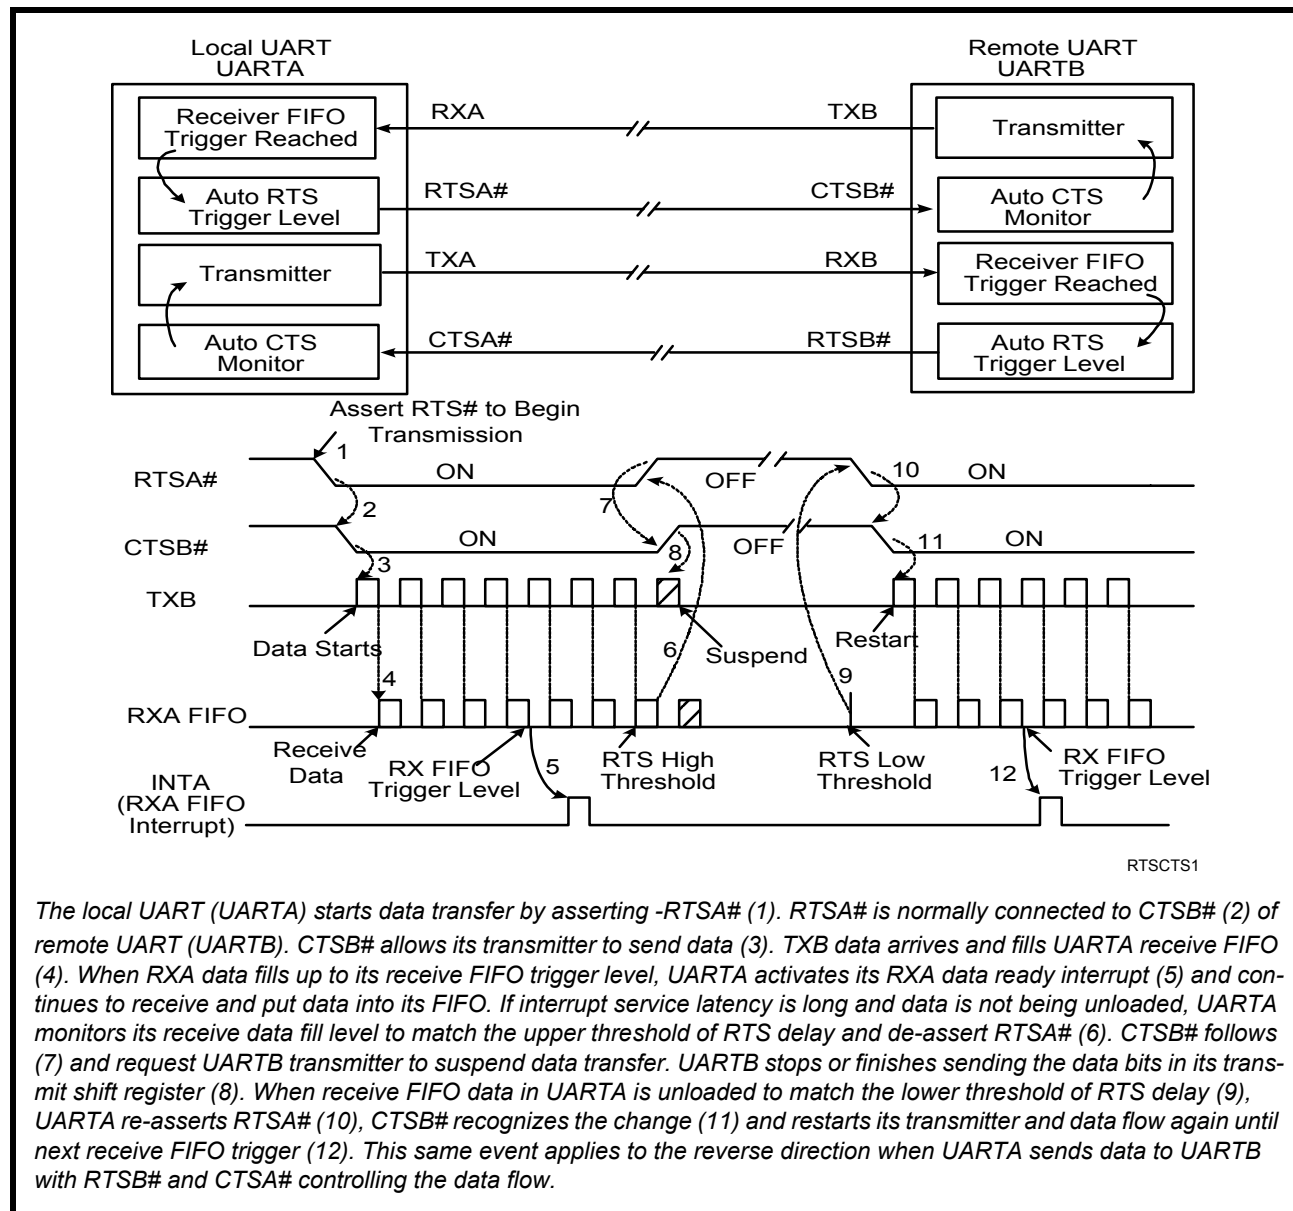 Local UART
UARTA
Remote UART
UARTB
Receiver FIFO
Trigger Reached
RXA
TXB
Transmitter
Auto RTS
Trigger Level
RTSA#
CTSB#
Auto CTS
Monitor
Transmitter
TXA
RXB
Receiver FIFO
Trigger Reached
Auto CTS
Monitor
CTSA#
RTSB#
Auto RTS
Trigger Level
Assert RTS# to Begin
Transmission
1
RTSA#
ON
7
OFF
10
ON
2
CTSB#
ON
8
OFF
11
ON
3
TXB
Data Starts
6
Suspend
Restart
4
9
RXA FIFO
Receive
Data
RX FIFO
Trigger Level
5
RTS High
Threshold
RTS Low
Threshold
12
RX FIFO
Trigger Level
INTA
(RXA FIFO
Interrupt)
RTSCTS1
The local UART (UARTA) starts data transfer by asserting -RTSA# (1). RTSA# is normally connected to CTSB# (2) of
remote UART (UARTB). CTSB# allows its transmitter to send data (3). TXB data arrives and fills UARTA receive FIFO
(4). When RXA data fills up to its receive FIFO trigger level, UARTA activates its RXA data ready interrupt (5) and con-
tinues to receive and put data into its FIFO. If interrupt service latency is long and data is not being unloaded, UARTA
monitors its receive data fill level to match the upper threshold of RTS delay and de-assert RTSA# (6). CTSB# follows
(7) and request UARTB transmitter to suspend data transfer. UARTB stops or finishes sending the data bits in its trans-
mit shift register (8). When receive FIFO data in UARTA is unloaded to match the lower threshold of RTS delay (9),
UARTA re-asserts RTSA# (10), CTSB# recognizes the change (11) and restarts its transmitter and data flow again until
next receive FIFO trigger (12). This same event applies to the reverse direction when UARTA sends data to UARTB
with RTSB# and CTSA# controlling the data flow.